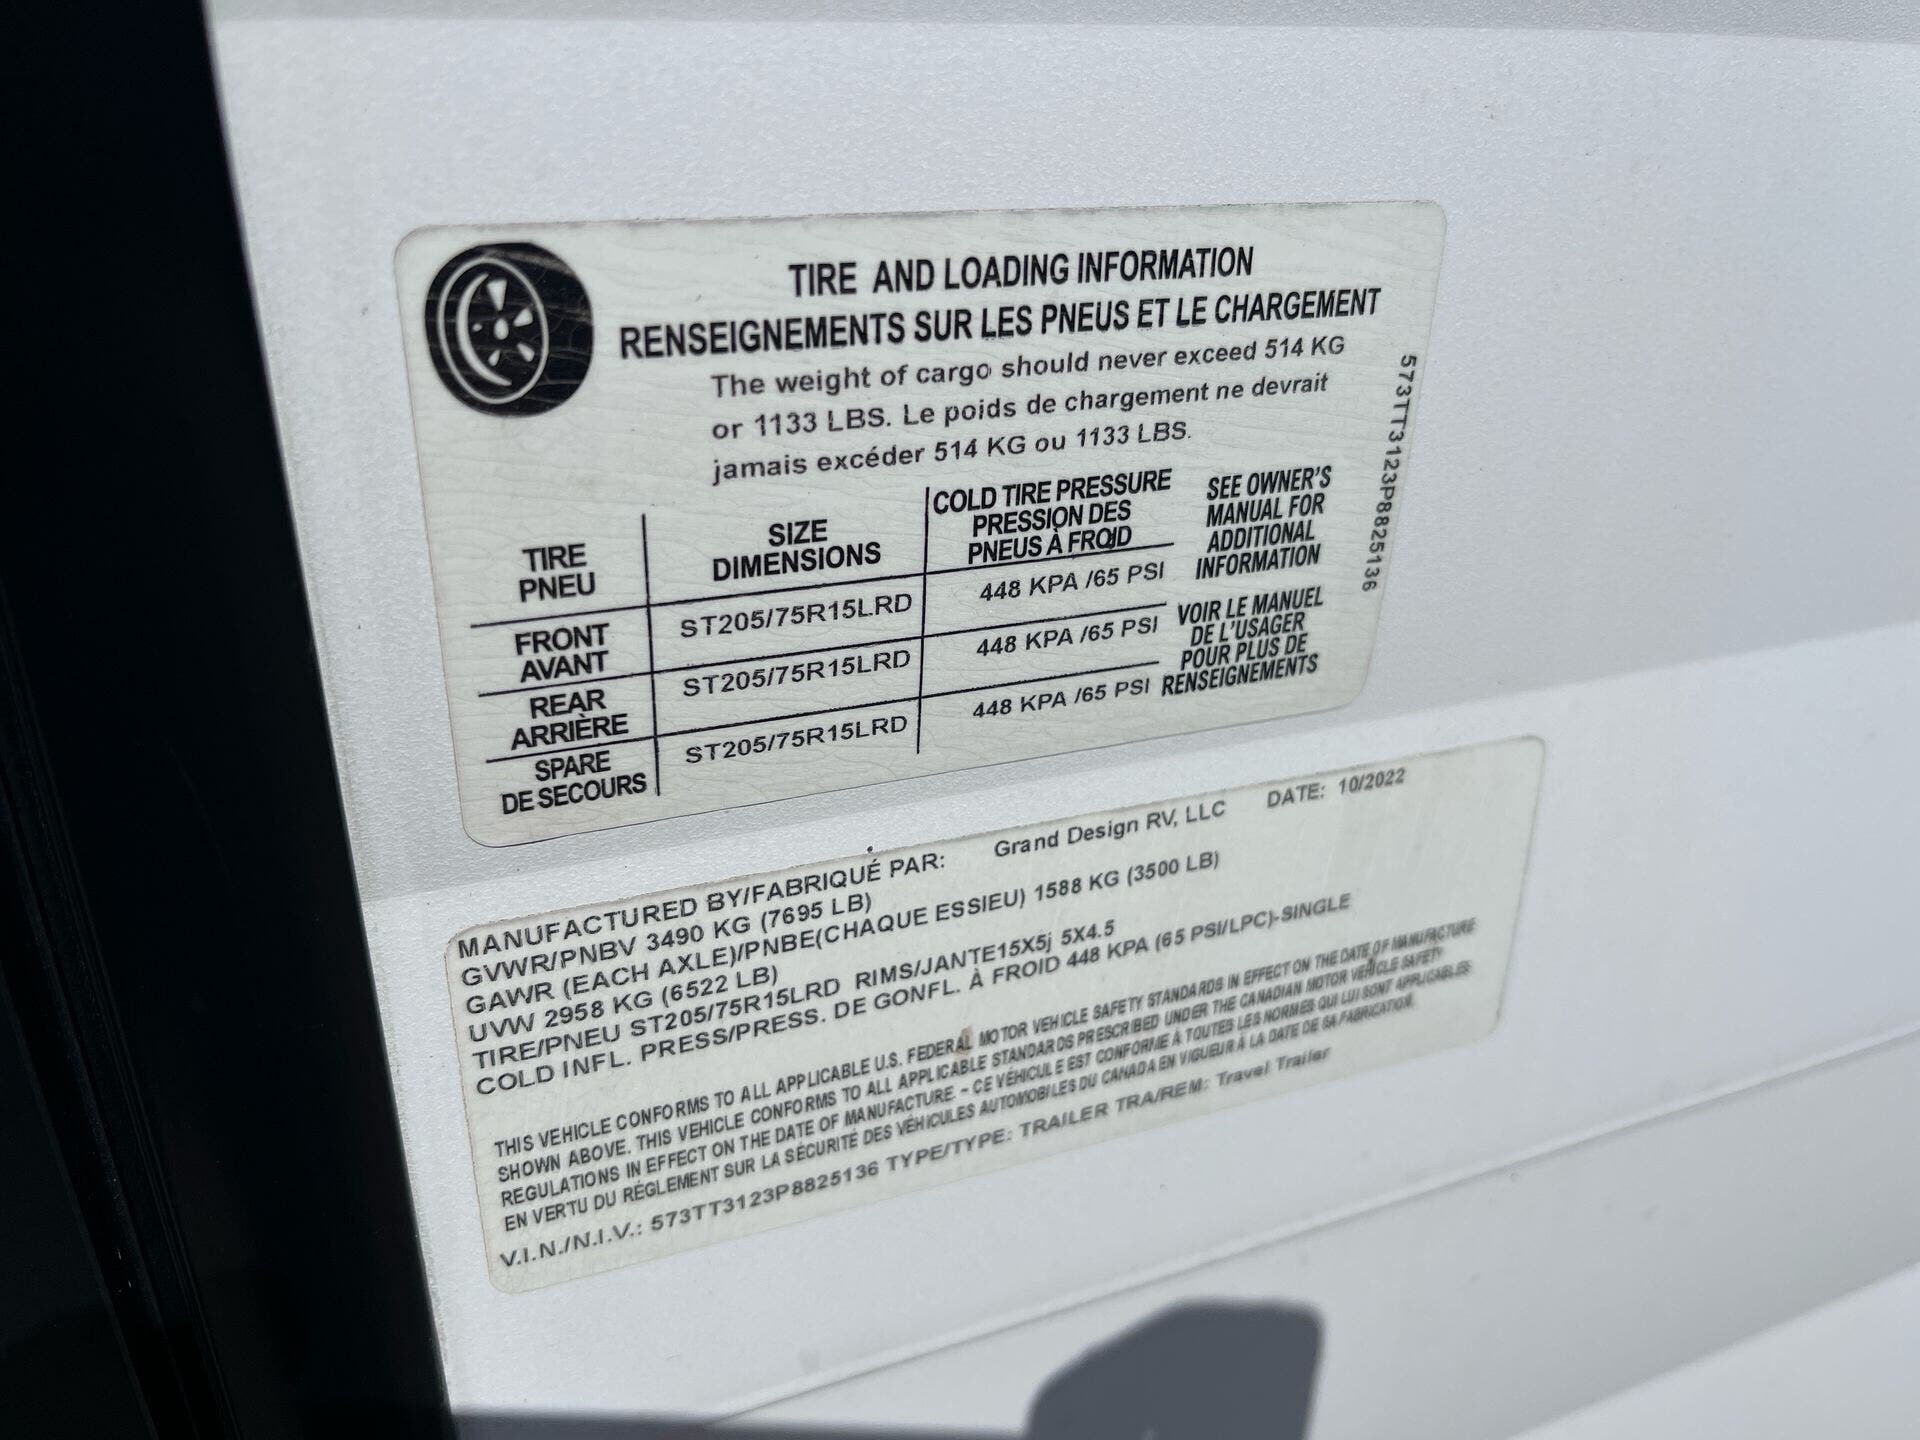 TIRE AND LOADING INFORMATION
RENSEIGNEMENTS SUR LES PNEUS ET LE CHARGEMENT
The weight of cargo should never exceed 514 KG
or 1133 LBS. Le poids de chargement ne devrait
jamais excéder 514 KG ou 1133 LBS.
TIRE
PNEU
SIZE
DIMENSIONS
COLD TIRE PRESSURE
PRESSION DES
PNEUS À FROID
FRONT
AVANT
ST205/75R15LRD
448 KPA /65 PSI
REAR
ARRIÈRE
ST205/75R15LRD
448 KPA /65 PSI
SPARE
DE SECOURS
ST205/75R15LRD
448 KPA /65 PSI
SEE OWNER'S
MANUAL FOR
ADDITIONAL
INFORMATION
VOIR LE MANUEL
DE L'USAGER
POUR PLUS DE
RENSEIGNEMENTS
573TT3123P8825136
MANUFACTURED BY/FABRIQUÉ PAR: Grand Design RV, LLC DATE: 10/2022
GVWR/PNBV 3490 KG (7695 LB)
GAWR (EACH AXLE)/PNBE(CHAQUE ESSIEU) 1588 KG (3500 LB)
UVW 2958 KG (6522 LB)
TIRE/PNEU ST205/75R15LRD RIMS/JANTE15X5j 5X4.5
COLD INFL. PRESS/PRESS. DE GONFL. À FROID 448 KPA (65 PSI/LPC)-SINGLE
THIS VEHICLE CONFORMS TO ALL APPLICABLE U.S. FEDERAL MOTOR VEHICLE SAFETY STANDARDS IN EFFECT ON THE DATE OF MANUFACTURE
SHOWN ABOVE. THIS VEHICLE CONFORMS TO ALL APPLICABLE STANDARDS PRESCRIBED UNDER THE CANADIAN MOTOR VEHICLE SAFETY
REGULATIONS IN EFFECT ON THE DATE OF MANUFACTURE - CE VÉHICULE EST CONFORME À TOUTES LES NORMES QUI LUI SONT APPLICABLES
EN VERTU DU RÉGLEMENT SUR LA SÉCURITÉ DES VÉHICULES AUTOMOBILES DU CANADA EN VIGUEUR À LA DATE DE SA FABRICATION.
V.I.N./N.I.V.: 573TT3123P8825136 TYPE/TYPE: TRAILER TRA/REM: Travel Trailer